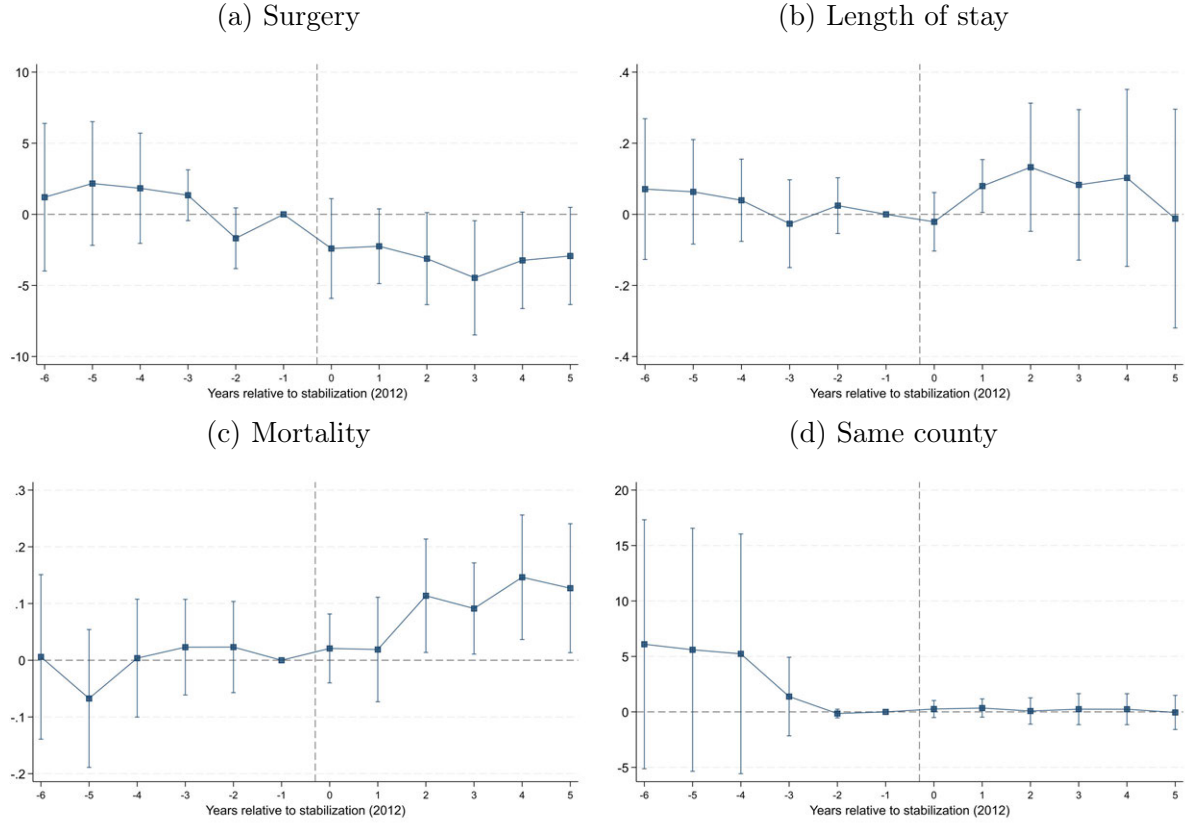 (a) Surgery
10
5
0
-5
-10
-6 -5 -4 -3 -2 -1 0 1 2 3 4 5
Years relative to stabilization (2012)
(b) Length of stay
.4
.2
0
-.2
-.4
-6 -5 -4 -3 -2 -1 0 1 2 3 4 5
Years relative to stabilization (2012)
(c) Mortality
.3
.2
.1
0
-.1
-.2
-6 -5 -4 -3 -2 -1 0 1 2 3 4 5
Years relative to stabilization (2012)
(d) Same county
20
15
10
5
0
-5
-6 -5 -4 -3 -2 -1 0 1 2 3 4 5
Years relative to stabilization (2012)